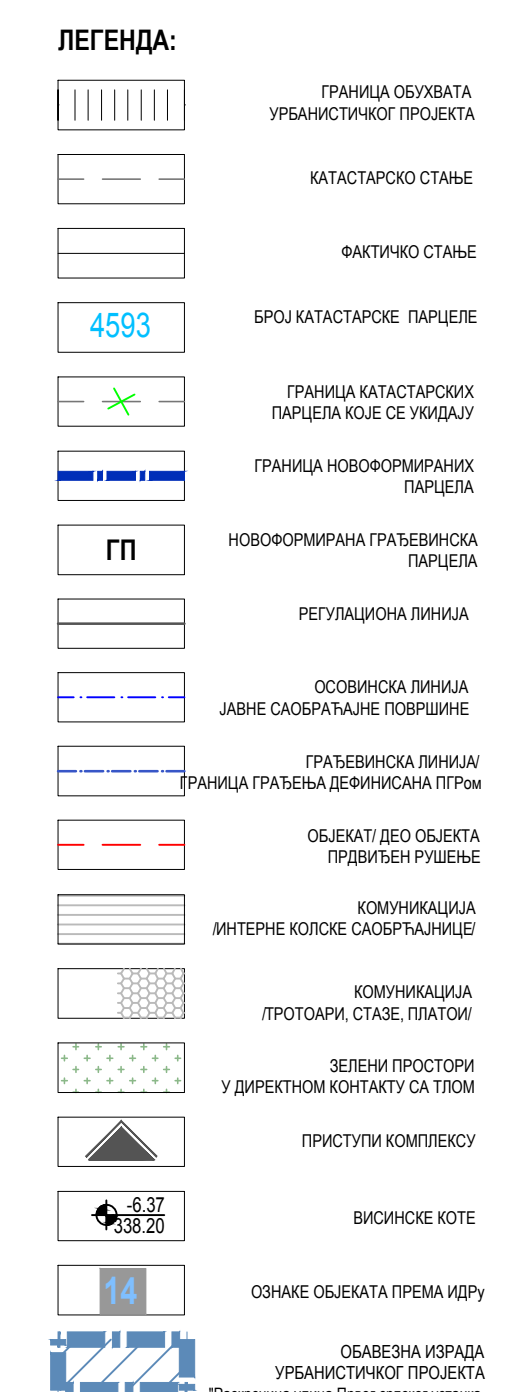 ЛЕГЕНДА:
ГРАНИЦА ОБУХВАТА
УРБАНИСТИЧКОГ ПРОЈЕКТА
КАТАСТАРСКО СТАЊЕ
ФАКТИЧКО СТАЊЕ
4593
БРОЈ КАТАСТАРСКЕ ПАРЦЕЛЕ
ГРАНИЦА КАТАСТАРСКИХ
ПАРЦЕЛА КОЈЕ СЕ УКИДАЈУ
ГРАНИЦА НОВОФОРМИРАНИХ
ПАРЦЕЛА
ГП
НОВОФОРМИРАНА ГРАЂЕВИНСКА
ПАРЦЕЛА
РЕГУЛАЦИОНА ЛИНИЈА
ОСОВИНСКА ЛИНИЈА
ЈАВНЕ САОБРАЋАЈНЕ ПОВРШИНЕ
ГРАЂЕВИНСКА ЛИНИЈА/
ГРАНИЦА ГРАЂЕЊА ДЕФИНИСАНА ПГРом
ОБЈЕКАТ/ ДЕО ОБЈЕКТА
ПРДВИЂЕН РУШЕЊЕ
КОМУНИКАЦИЈА
/ИНТЕРНЕ КОЛСКЕ САОБРЋАЈНИЦЕ/
КОМУНИКАЦИЈА
/ТРОТОАРИ, СТАЗЕ, ПЛАТОИ/
ЗЕЛЕНИ ПРОСТОРИ
У ДИРЕКТНОМ КОНТАКТУ СА ТЛОМ
ПРИСТУПИ КОМПЛЕКСУ
-6.37
338.20
ВИСИНСКЕ КОТЕ
14
ОЗНАКЕ ОБЈЕКАТА ПРЕМА ИДРу
ОБАВЕЗНА ИЗРАДА
УРБАНИСТИЧКОГ ПРОЈЕКТА